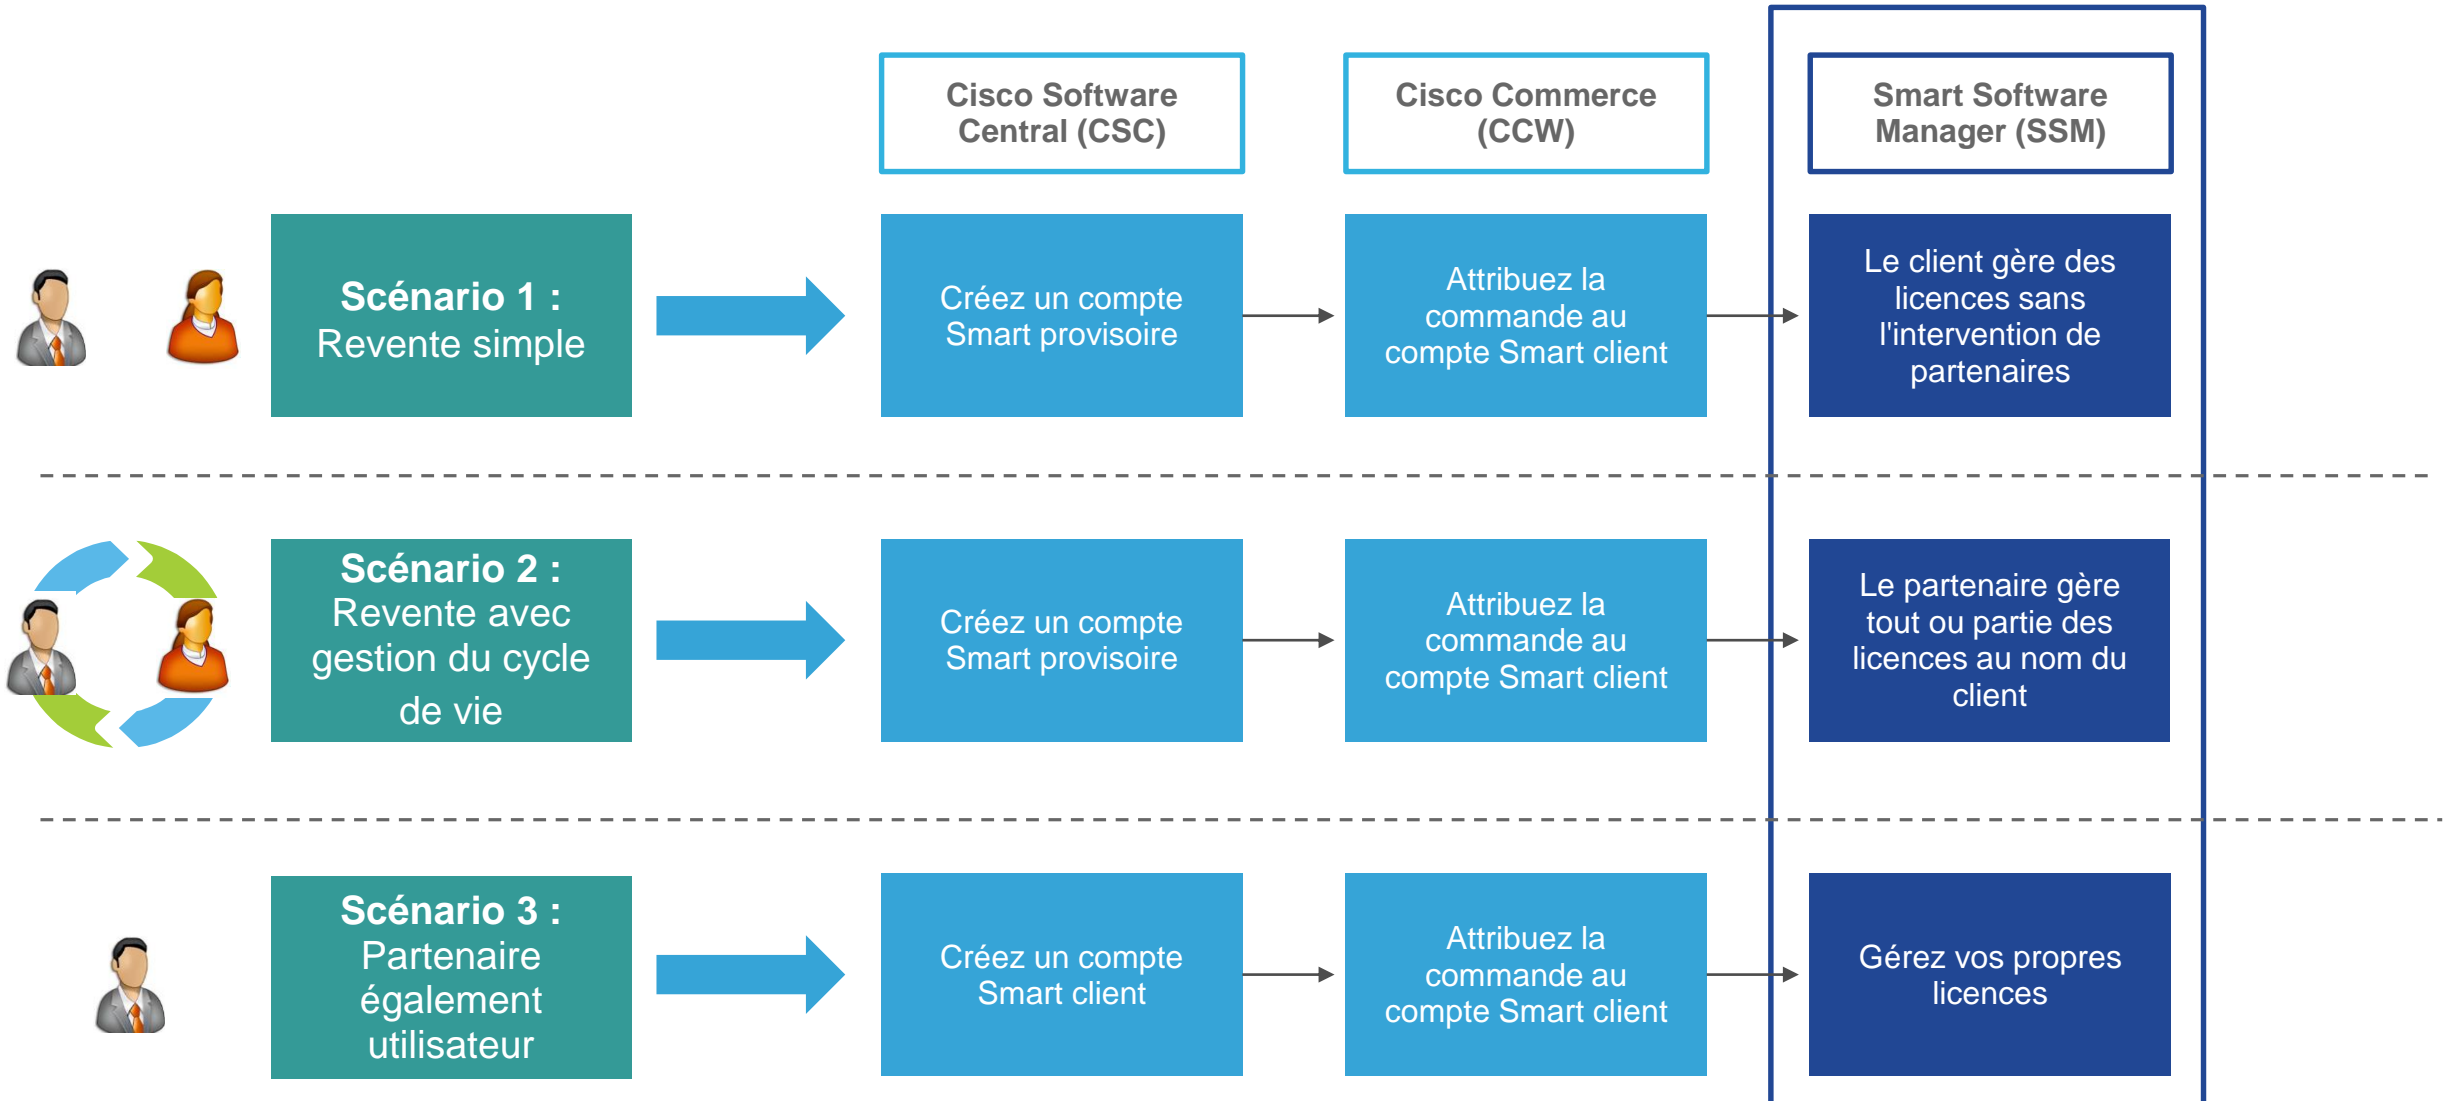 Cisco Software
Central (CSC)
Cisco Commerce
(CCW)
Smart Software
Manager (SSM)
Scénario 1 :
Revente simple
Créez un compte
Smart provisoire
Attribuez la
commande au
compte Smart client
Le client gère des
licences sans
l'intervention de
partenaires
Scénario 2 :
Revente avec
gestion du cycle
de vie
Créez un compte
Smart provisoire
Attribuez la
commande au
compte Smart client
Le partenaire gère
tout ou partie des
licences au nom du
client
Scénario 3 :
Partenaire
également
utilisateur
Créez un compte
Smart client
Attribuez la
commande au
compte Smart client
Gérez vos propres
licences